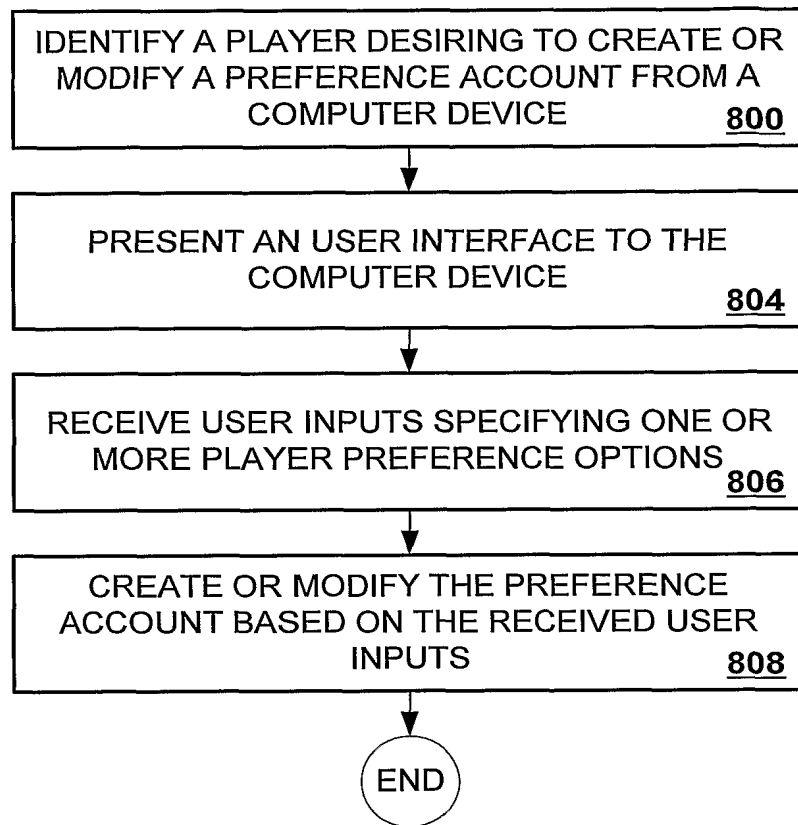 IDENTIFY A PLAYER DESIRING TO CREATE OR
MODIFY A PREFERENCE ACCOUNT FROM A
COMPUTER DEVICE
800
PRESENT AN USER INTERFACE TO THE
COMPUTER DEVICE
804
RECEIVE USER INPUTS SPECIFYING ONE OR
MORE PLAYER PREFERENCE OPTIONS
806
CREATE OR MODIFY THE PREFERENCE
ACCOUNT BASED ON THE RECEIVED USER
INPUTS
808
END